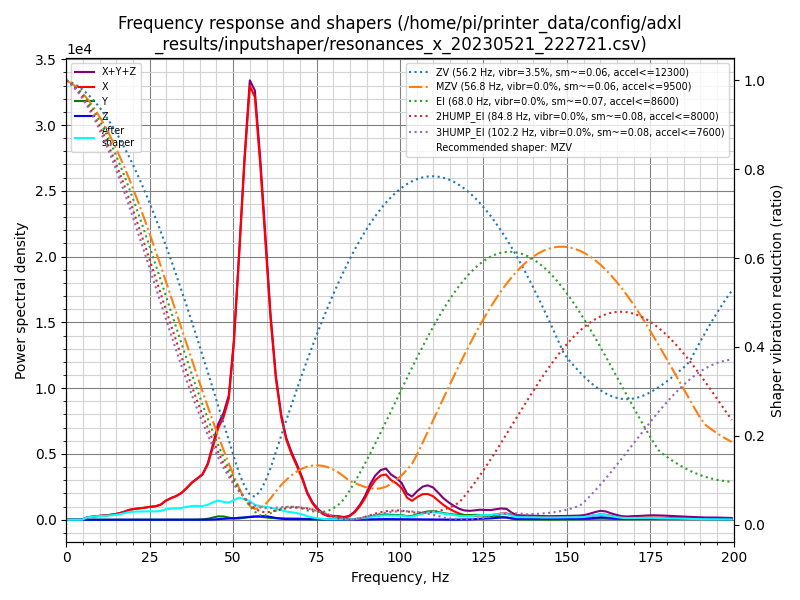 Frequency response and shapers (/home/pi/printer_data/config/adxl
_results/inputshaper/resonances_x_20230521_222721.csv)
1e4
X+Y+Z
X
Y
Z
After
shaper
ZV (56.2 Hz, vibr=3.5%, sm~=0.06, accel<=12300)
MZV (56.8 Hz, vibr=0.0%, sm~=0.06, accel<=9500)
EI (68.0 Hz, vibr=0.0%, sm~=0.07, accel<=8600)
2HUMP_EI (84.8 Hz, vibr=0.0%, sm~=0.08, accel<=8000)
3HUMP_EI (102.2 Hz, vibr=0.0%, sm~=0.08, accel<=7600)
Recommended shaper: MZV
Power spectral density
3.5
3.0
2.5
2.0
1.5
1.0
0.5
0.0
1.0
0.8
0.6
0.4
0.2
0.0
Shaper vibration reduction (ratio)
0 25 50 75 100 125 150 175 200
Frequency, Hz